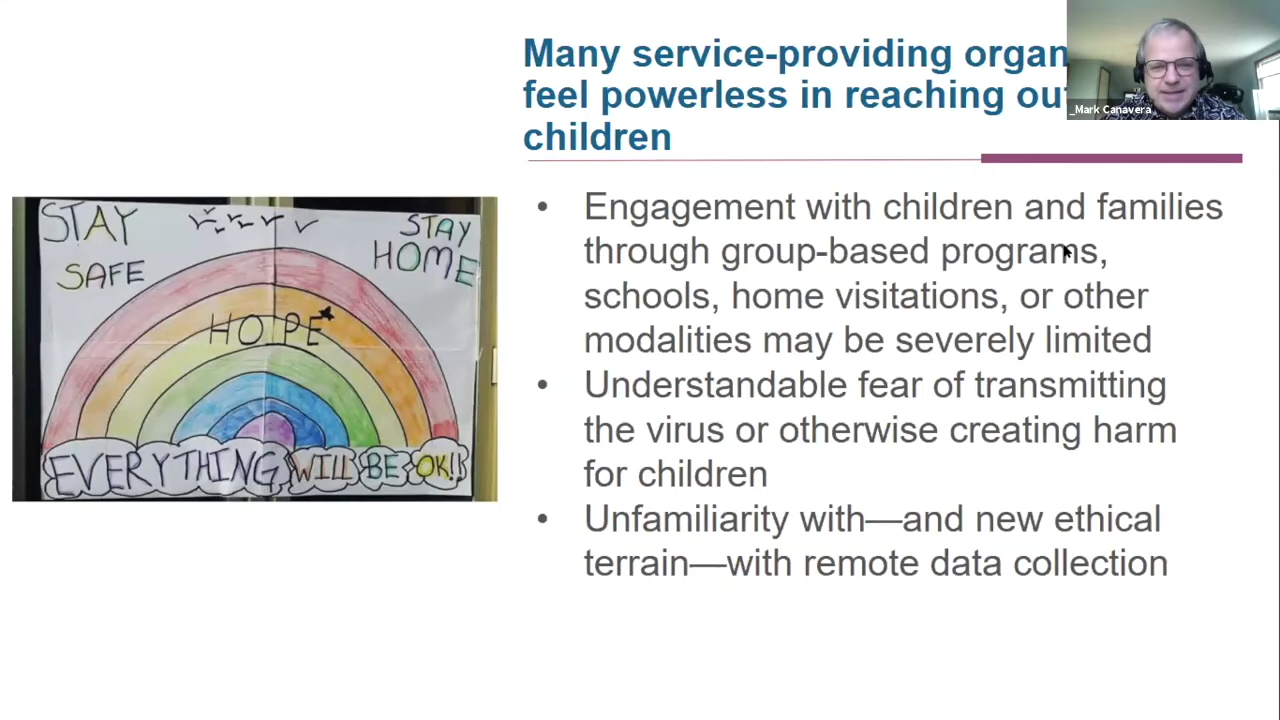 Many service-providing organ
feel powerless in reaching ou
children
_Mark Canavera
STAY
SAFE
STAY
HOME
HOPE
EVERYTHING WILL BE OK!!
• Engagement with children and families
through group-based programs,
schools, home visitations, or other
modalities may be severely limited
• Understandable fear of transmitting
the virus or otherwise creating harm
for children
• Unfamiliarity with—and new ethical
terrain—with remote data collection